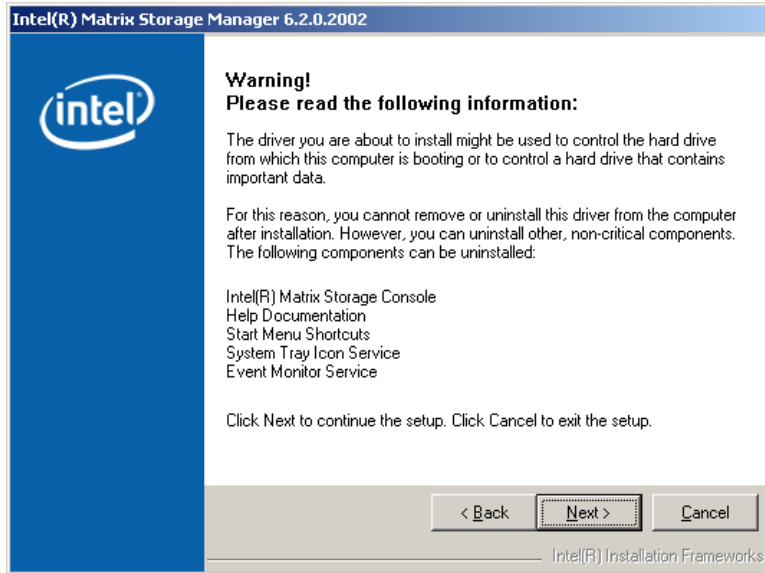 Intel(R) Matrix Storage Manager 6.2.0.2002
intel
Warning!
Please read the following information:
The driver you are about to install might be used to control the hard drive
from which this computer is booting or to control a hard drive that contains
important data.
For this reason, you cannot remove or uninstall this driver from the computer
after installation. However, you can uninstall other, non-critical components.
The following components can be uninstalled:
Intel(R) Matrix Storage Console
Help Documentation
Start Menu Shortcuts
System Tray Icon Service
Event Monitor Service
Click Next to continue the setup. Click Cancel to exit the setup.
< Back Next > Cancel
Intel(R) Installation Frameworks